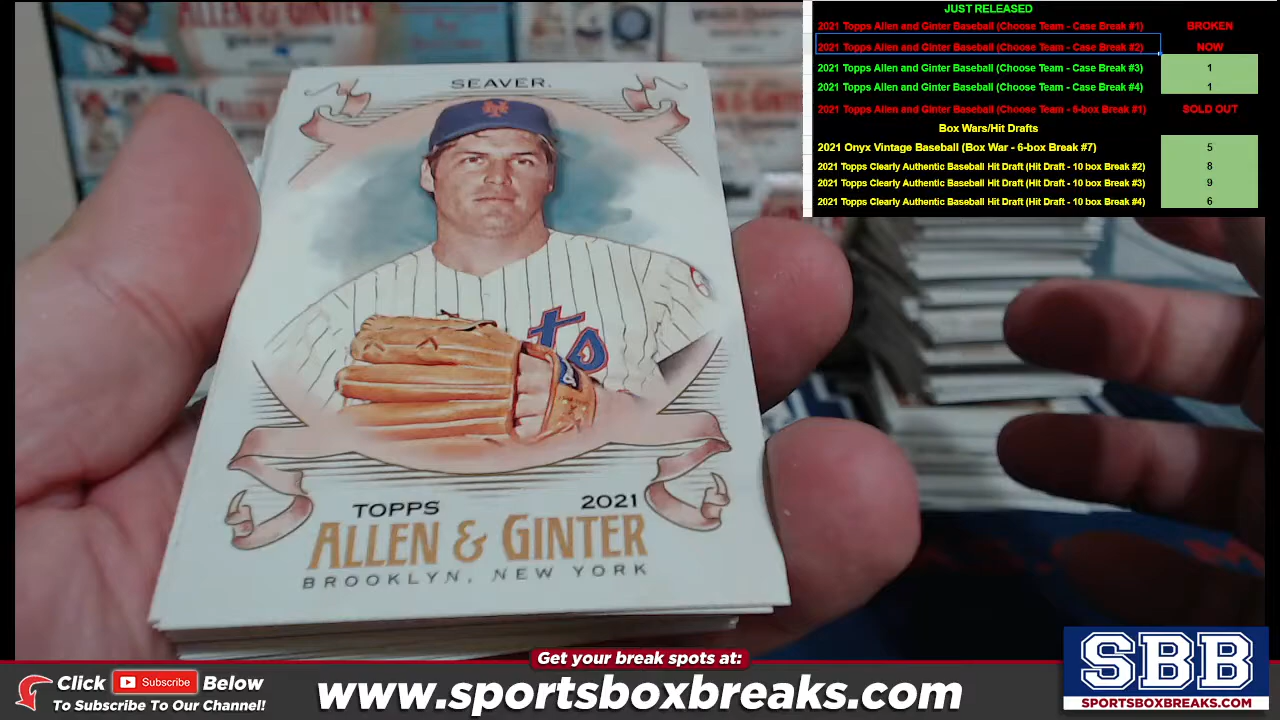 JUST RELEASED
2021 Topps Allen and Ginter Baseball (Choose Team - Case Break #1) BROKEN
2021 Topps Allen and Ginter Baseball (Choose Team - Case Break #2) NOW
2021 Topps Allen and Ginter Baseball (Choose Team - Case Break #3) 1
2021 Topps Allen and Ginter Baseball (Choose Team - Case Break #4) 1
2021 Topps Allen and Ginter Baseball (Choose Team - 6-box Break #1) SOLD OUT
Box Wars/Hit Drafts
2021 Onyx Vintage Baseball (Box War - 6-box Break #7) 5
2021 Topps Clearly Authentic Baseball Hit Draft (Hit Draft - 10 box Break #2) 8
2021 Topps Clearly Authentic Baseball Hit Draft (Hit Draft - 10 box Break #3) 9
2021 Topps Clearly Authentic Baseball Hit Draft (Hit Draft - 10 box Break #4) 6
& GINTER
SEAVER.
TOPPS 2021
ALLEN & GINTER
BROOKLYN, NEW YORK
Get your break spots at:
Click Subscribe Below
To Subscribe To Our Channel!
www.sportsboxbreaks.com
SBB
SPORTSBOXBREAKS.COM